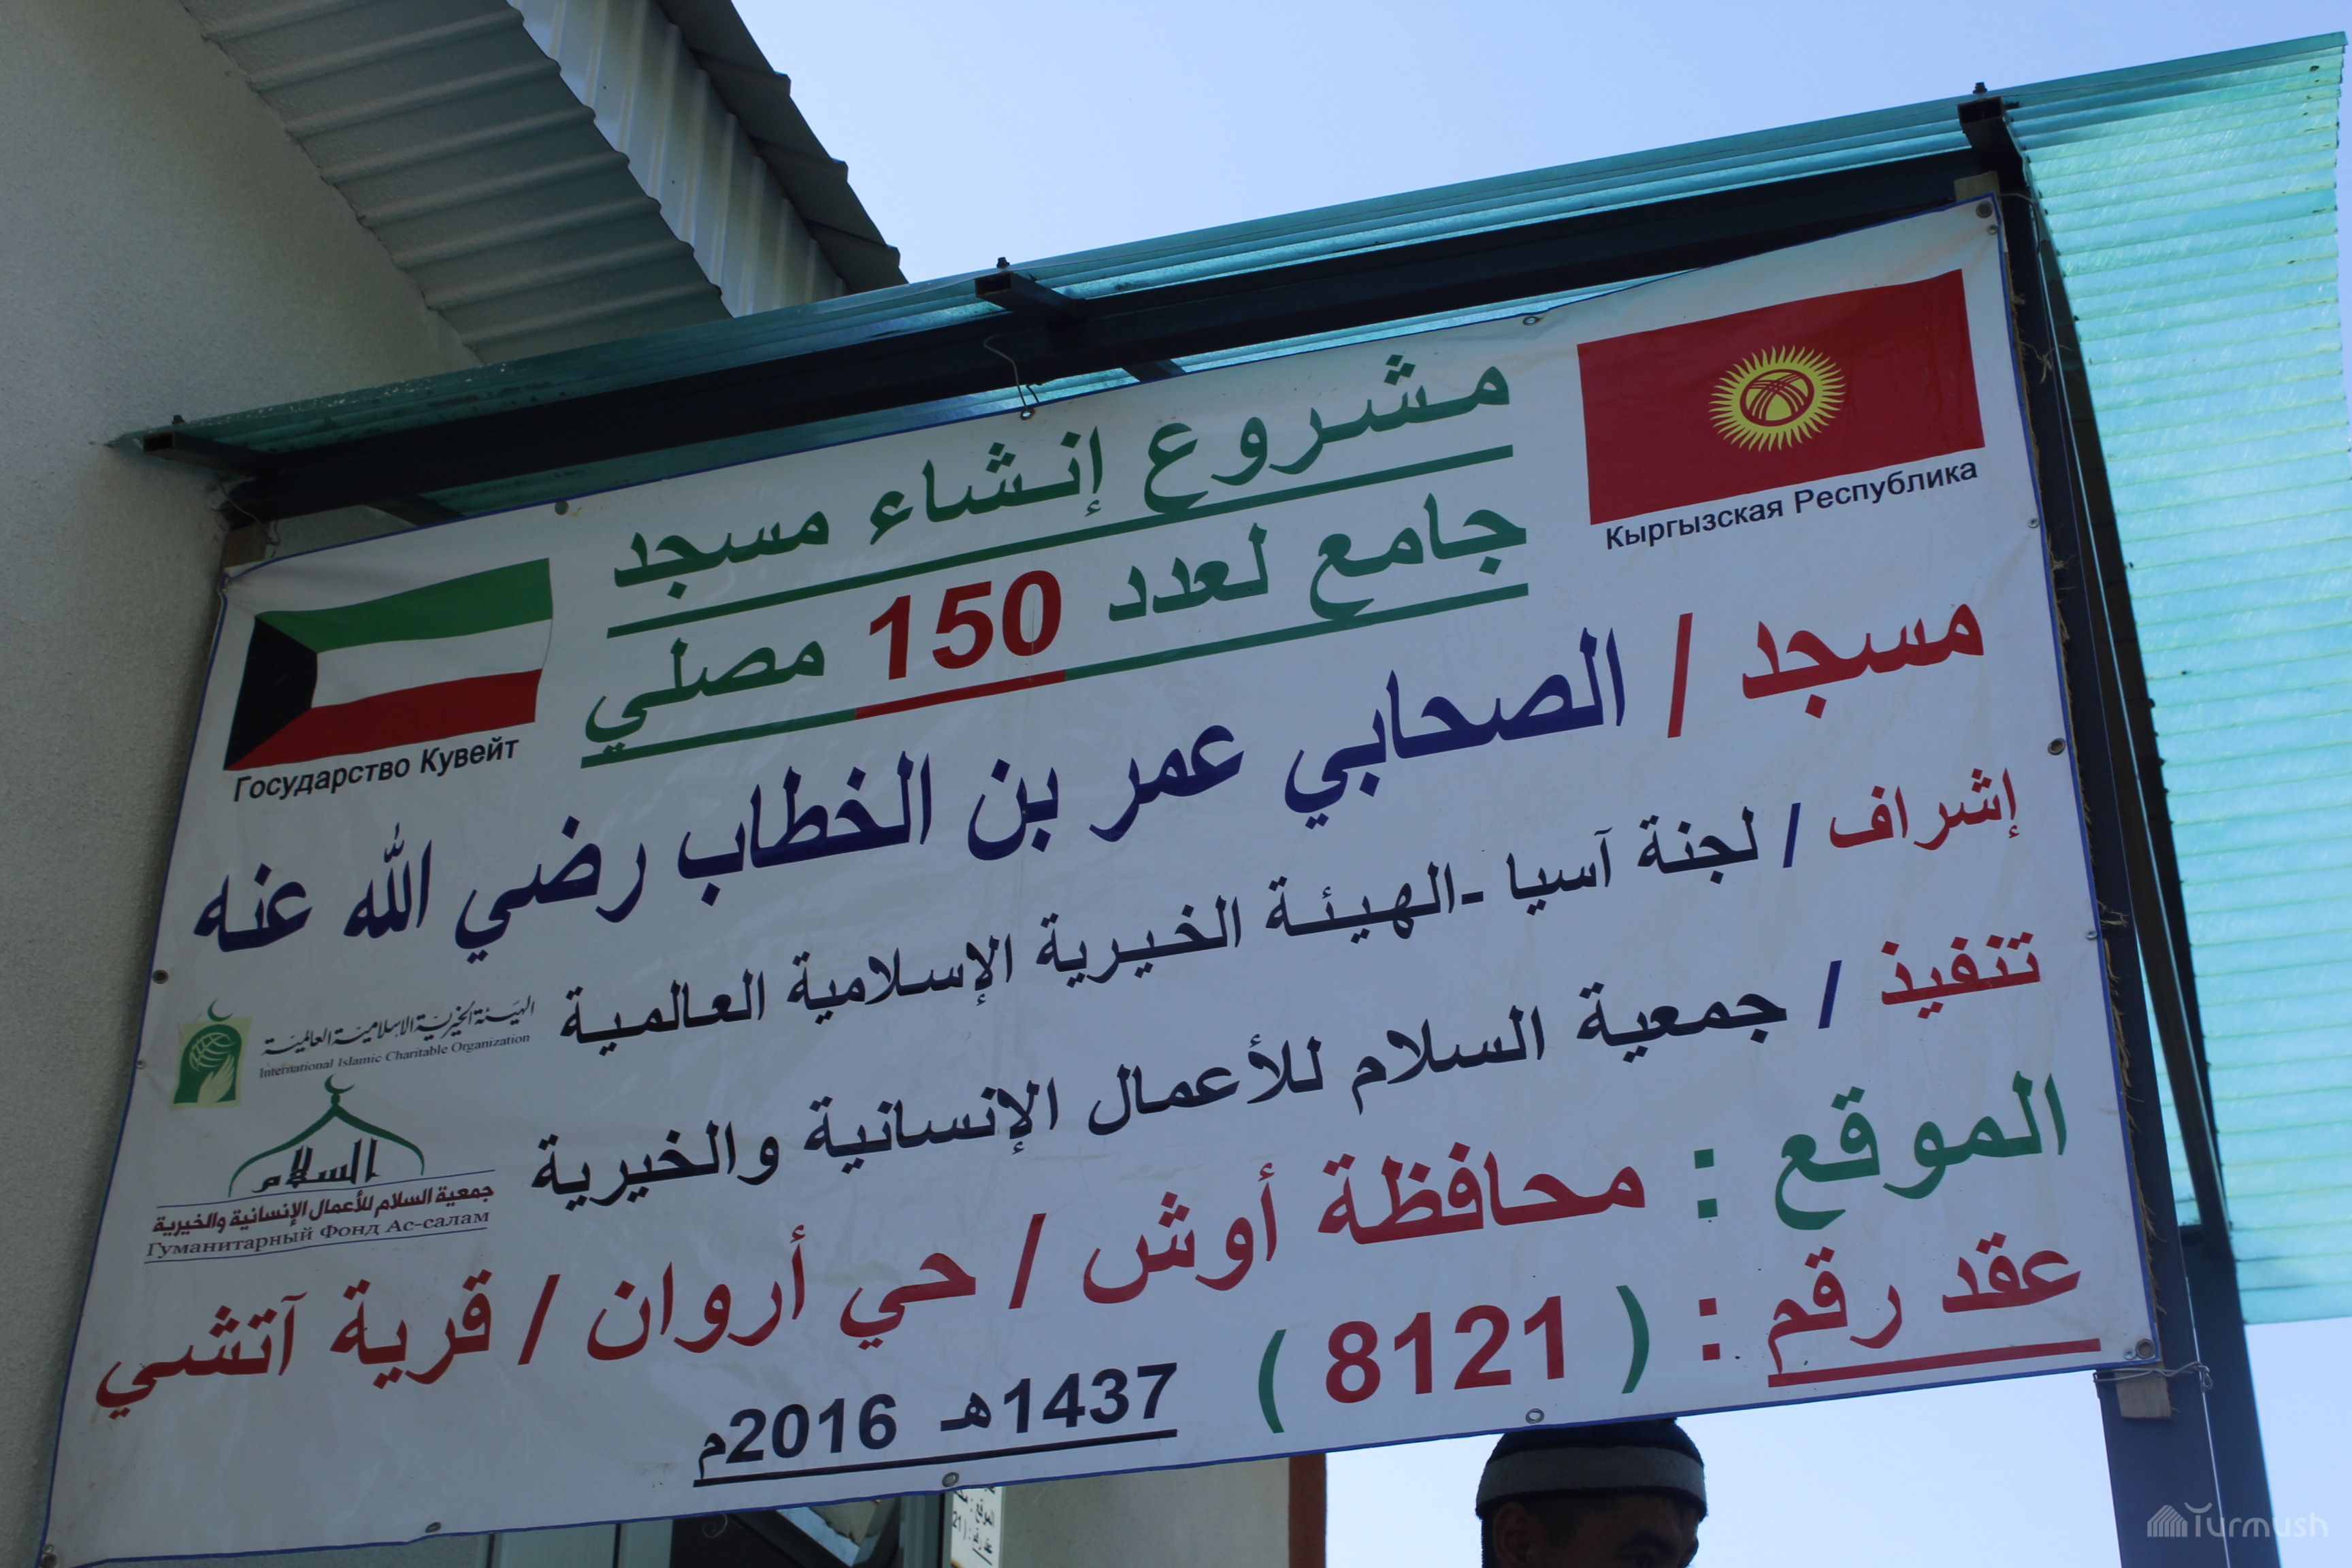 مشروع إنشاء مسجد
جامع لعدد 150 مصلي
Кыргызская Республика
Государство Кувейт
مسجد / الصحابي عمر بن الخطاب رضي الله عنه
إشراف / لجنة آسيا -الهيئة الخيرية الإسلامية العالمية
الهيئة الخيرية الإسلامية العالمية
International Islamic Charitable Organization
تنفيذ / جمعية السلام للأعمال الإنسانية والخيرية
السلام
جمعية السلام للأعمال الإنسانية والخيرية
Гуманитарный Фонд Ас-салам
الموقع : محافظة أوش / حي أروان / قرية آتشي
عقد رقم : ( 8121 )
1437هـ 2016م
Turmush